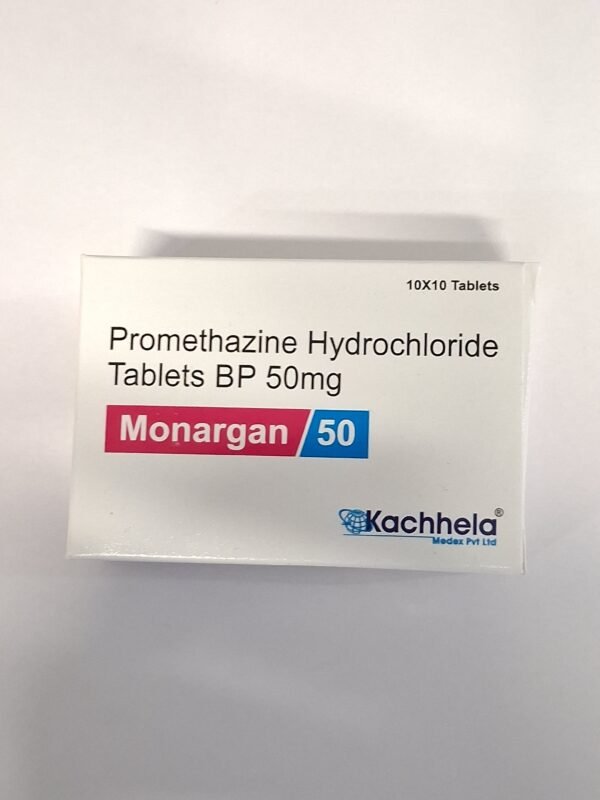 10X10 Tablets
Promethazine Hydrochloride
Tablets BP 50mg
Monargan 50
Kachhela®
Medex Pvt Ltd